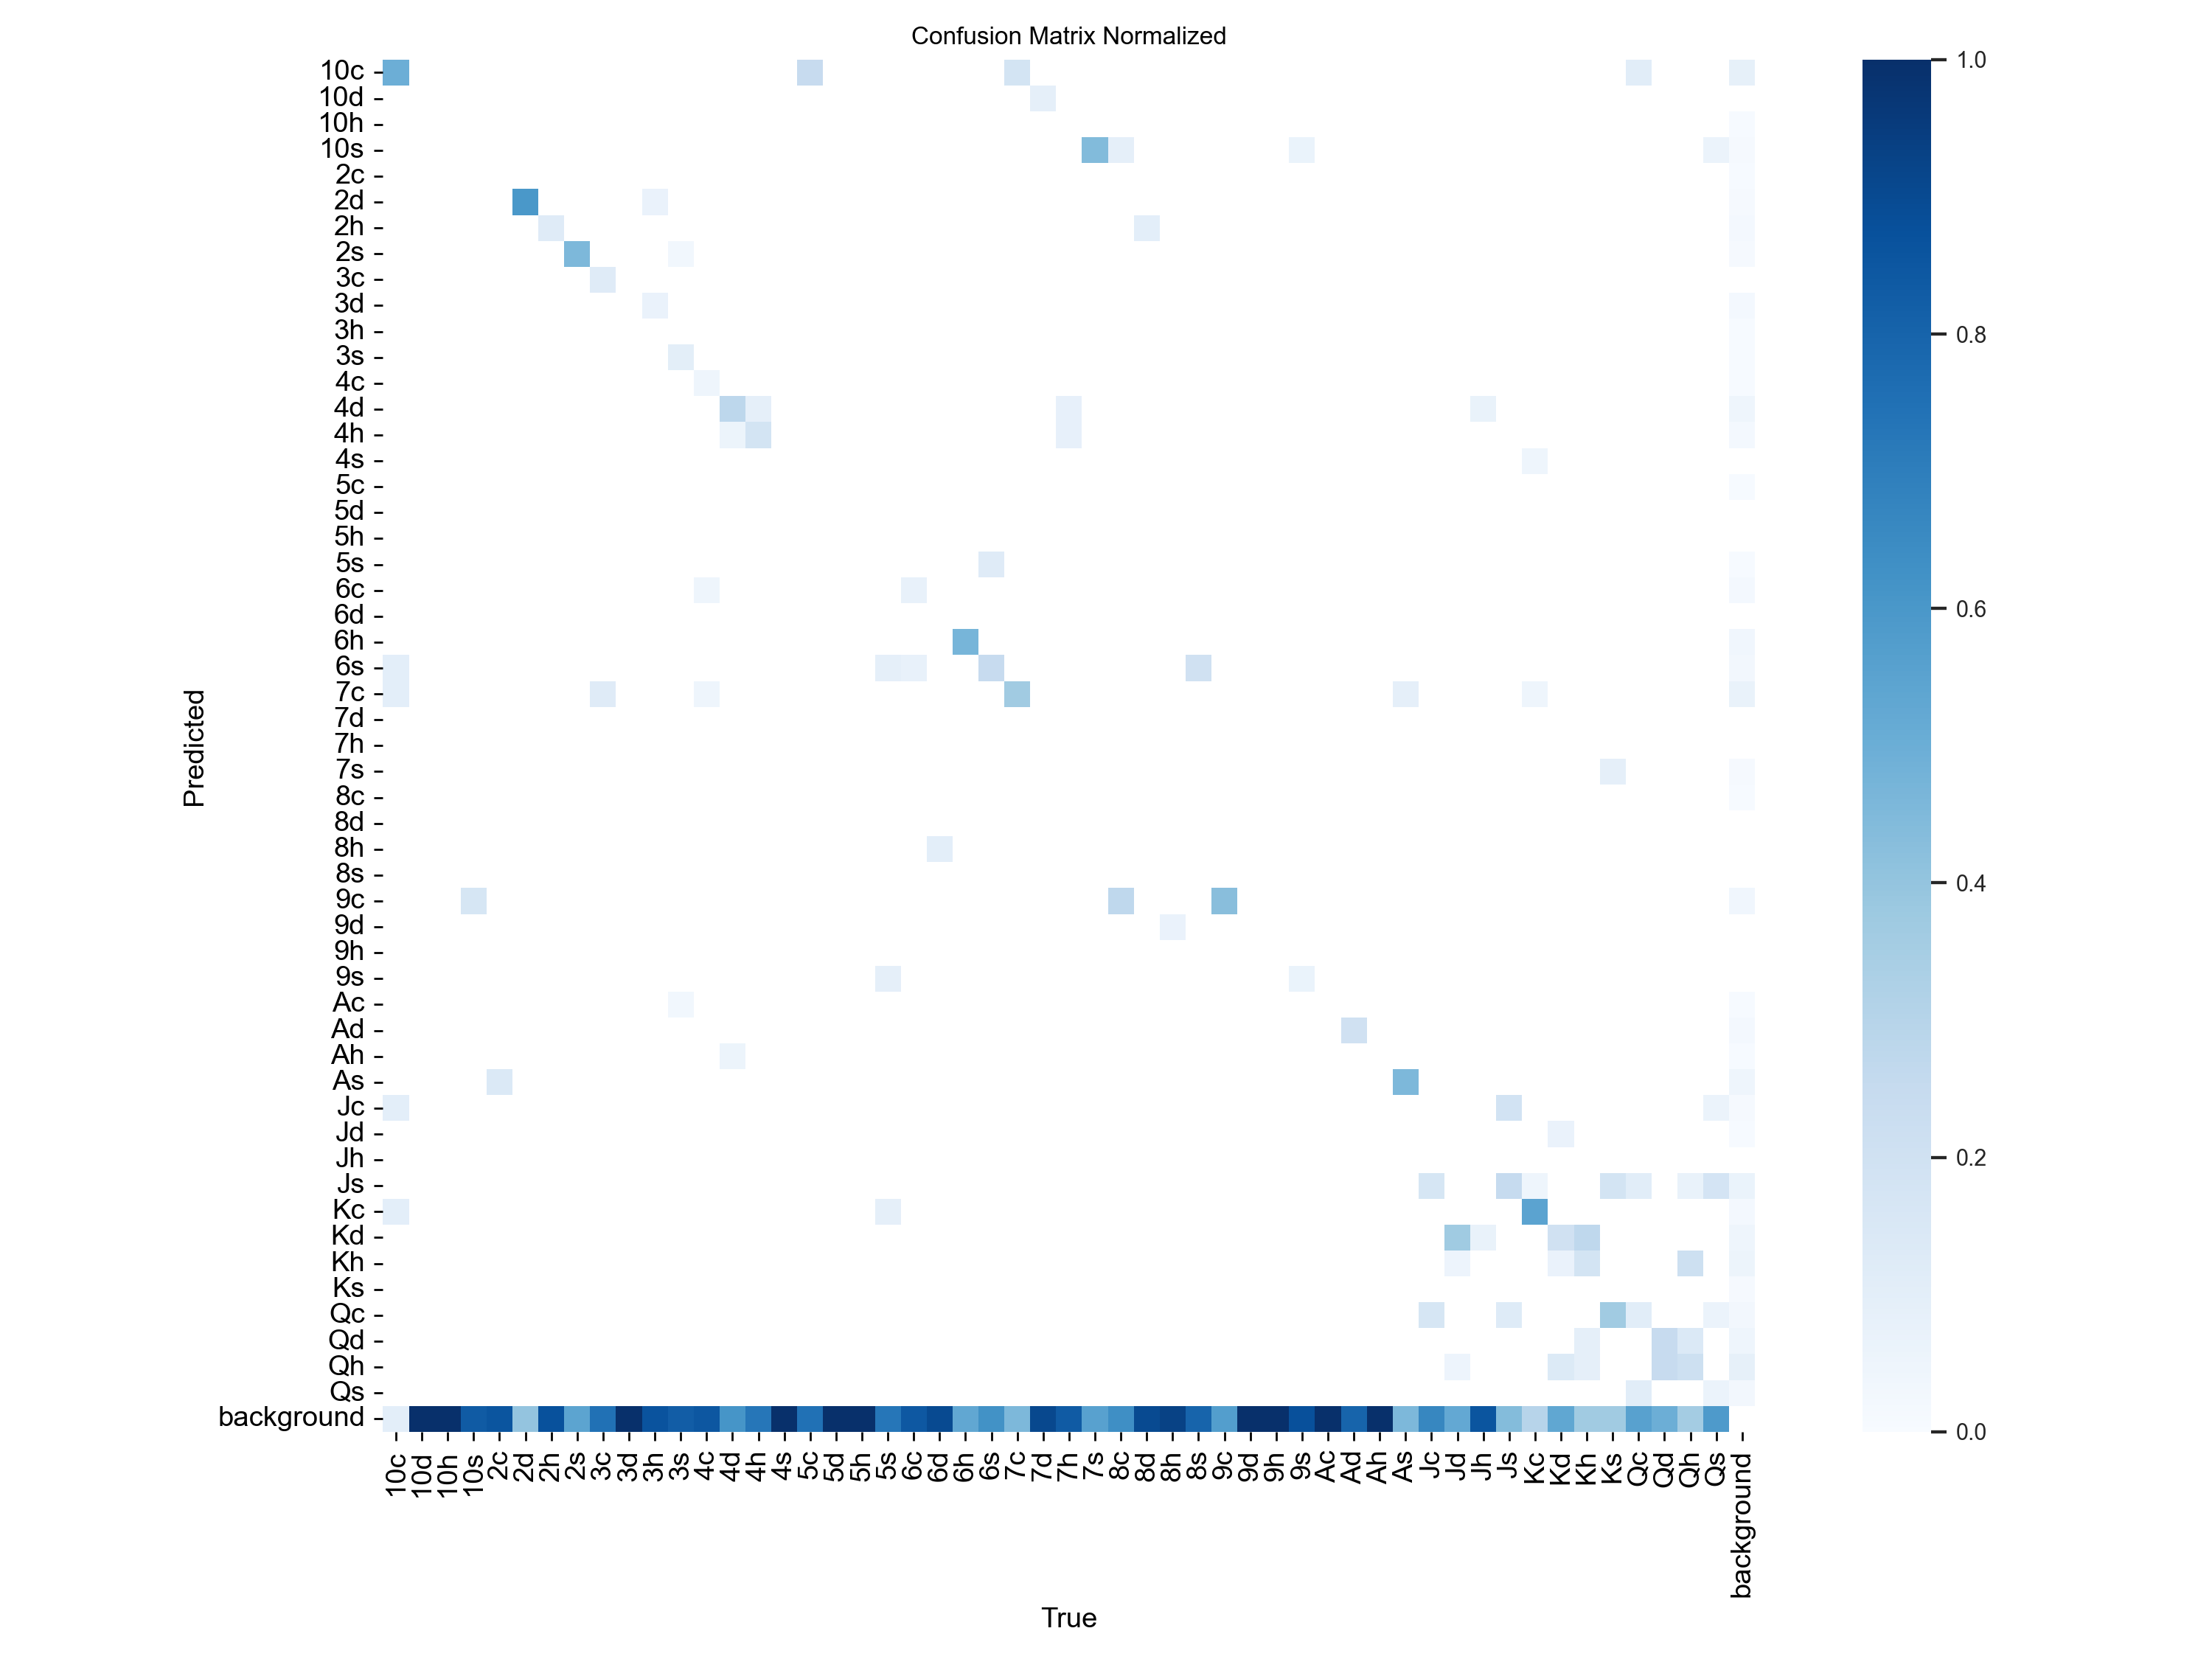 Confusion Matrix Normalized
Predicted
10c
10d
10h
10s
2c
2d
2h
2s
3c
3d
3h
3s
4c
4d
4h
4s
5c
5d
5h
5s
6c
6d
6h
6s
7c
7d
7h
7s
8c
8d
8h
8s
9c
9d
9h
9s
Ac
Ad
Ah
As
Jc
Jd
Jh
Js
Kc
Kd
Kh
Ks
Qc
Qd
Qh
Qs
background
10c 10d 10h 10s 2c 2d 2h 2s 3c 3d 3h 3s 4c 4d 4h 4s 5c 5d 5h 5s 6c 6d 6h 6s 7c 7d 7h 7s 8c 8d 8h 8s 9c 9d 9h 9s Ac Ad Ah As Jc Jd Jh Js Kc Kd Kh Ks Qc Qd Qh Qs background
True
1.0
0.8
0.6
0.4
0.2
0.0